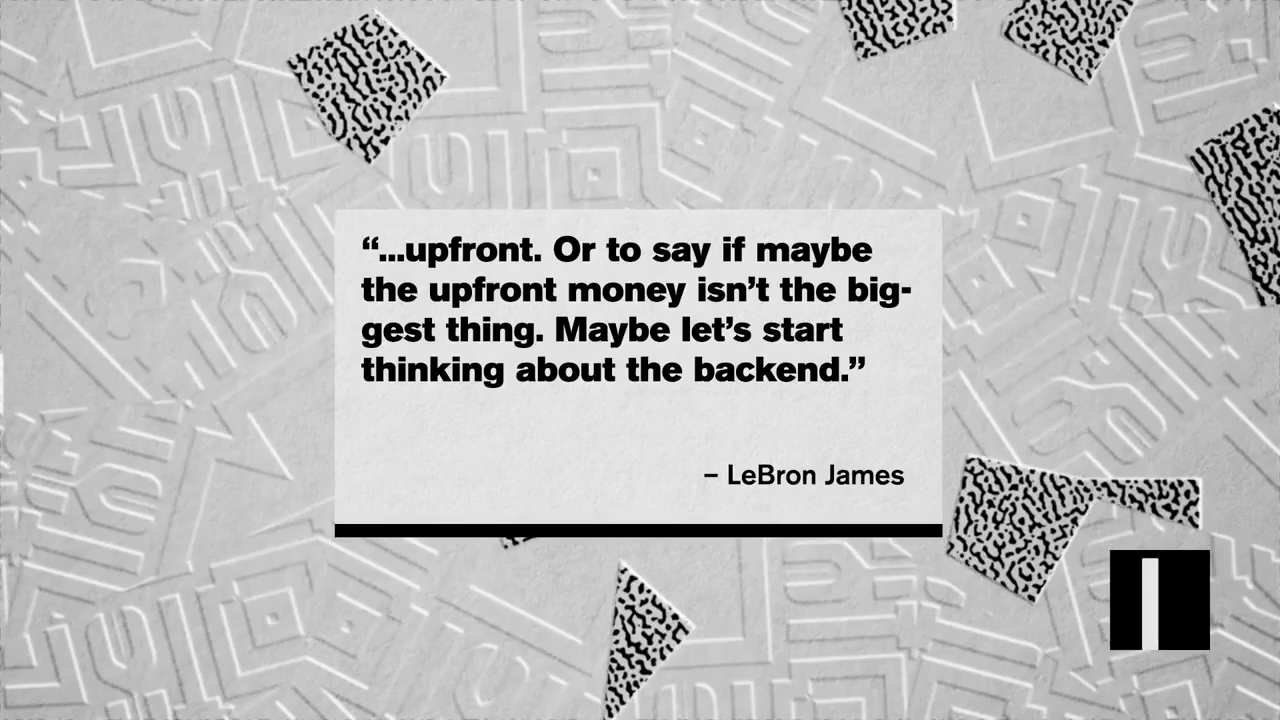 “...upfront. Or to say if maybe
the upfront money isn’t the big-
gest thing. Maybe let’s start
thinking about the backend.”
– LeBron James